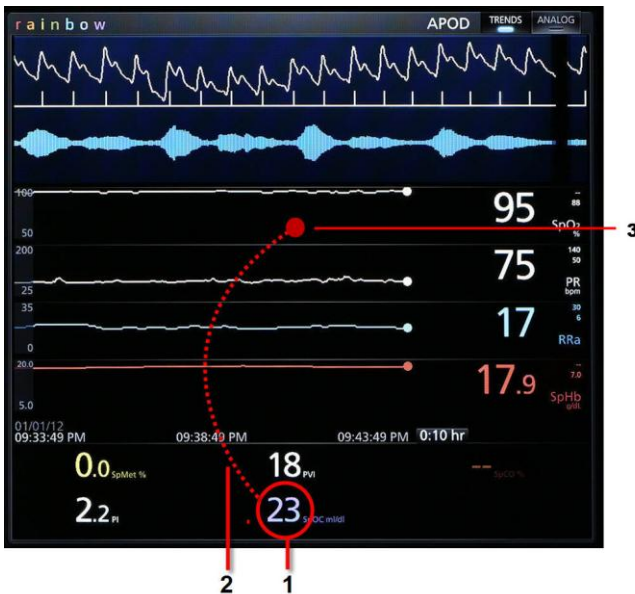 rainbow APOD TRENDS ANALOG
100 95 -- 88 SpO₂ %
50
200 75 140 50 PR bpm
25
35 17 30 6 RRa
0
20.0 17.9 -- 7.0 SpHb g/dL
5.0
01/01/12
09:33:49 PM 09:38:49 PM 09:43:49 PM 0:10 hr
0.0 SpMet % 18 PVI -- SpCO %
2.2 PI 23 SpOC ml/dl
3
2 1